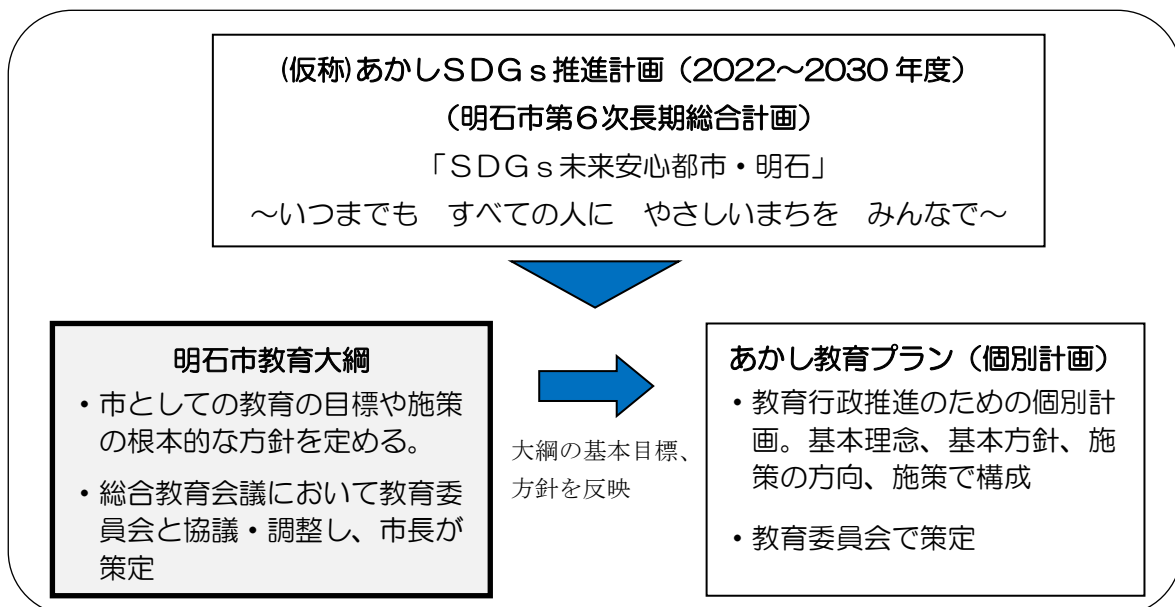 (仮称)あかしSDGs推進計画（2022～2030年度）
（明石市第６次長期総合計画）
「SDGs未来安心都市・明石」
～いつまでも　すべての人に　やさしいまちを　みんなで～
明石市教育大綱
・市としての教育の目標や施策
の根本的な方針を定める。
・総合教育会議において教育委
員会と協議・調整し、市長が
策定
大綱の基本目標、
方針を反映
あかし教育プラン（個別計画）
・教育行政推進のための個別計
画。基本理念、基本方針、施
策の方向、施策で構成
・教育委員会で策定